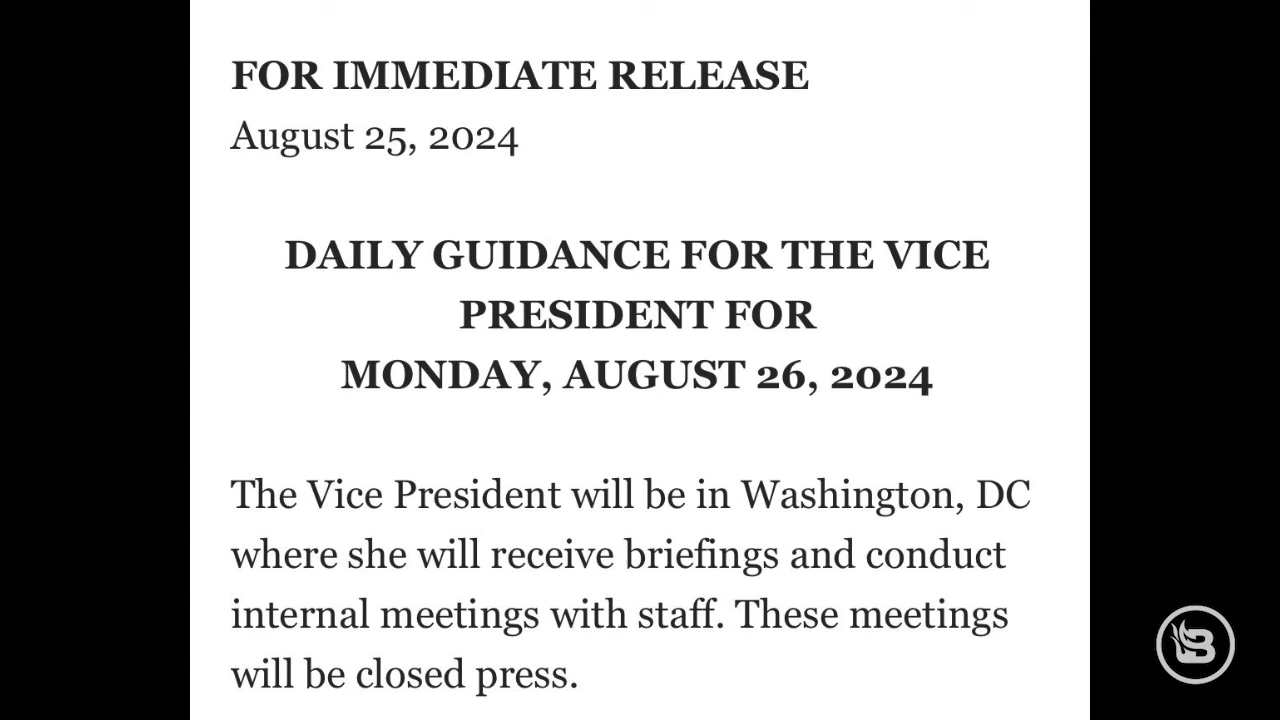 FOR IMMEDIATE RELEASE
August 25, 2024
DAILY GUIDANCE FOR THE VICE
PRESIDENT FOR
MONDAY, AUGUST 26, 2024
The Vice President will be in Washington, DC
where she will receive briefings and conduct
internal meetings with staff. These meetings
will be closed press.
B